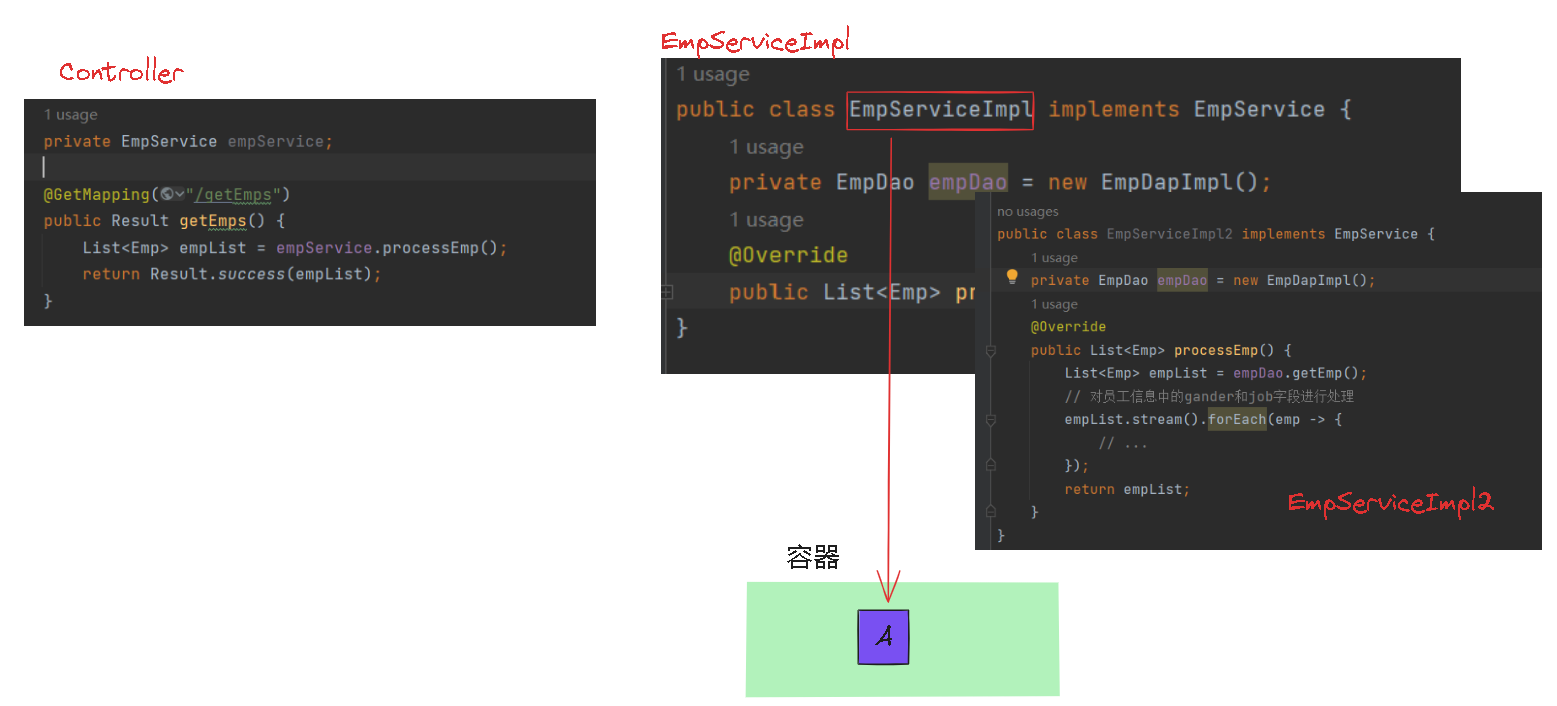 Controller
1 usage
private EmpService empService;
@GetMapping("/getEmps")
public Result getEmps() {
List<Emp> empList = empService.processEmp();
return Result.success(empList);
}
EmpServiceImpl
1 usage
public class EmpServiceImpl implements EmpService {
1 usage
private EmpDao empDao = new EmpDapImpl();
1 usage
@Override
public List<Emp> pr
}
no usages
public class EmpServiceImpl2 implements EmpService {
1 usage
private EmpDao empDao = new EmpDapImpl();
1 usage
@Override
public List<Emp> processEmp() {
List<Emp> empList = empDao.getEmp();
// 对员工信息中的gander和job字段进行处理
empList.stream().forEach(emp -> {
// ...
});
return empList;
}
}
EmpServiceImpl2
容器
A